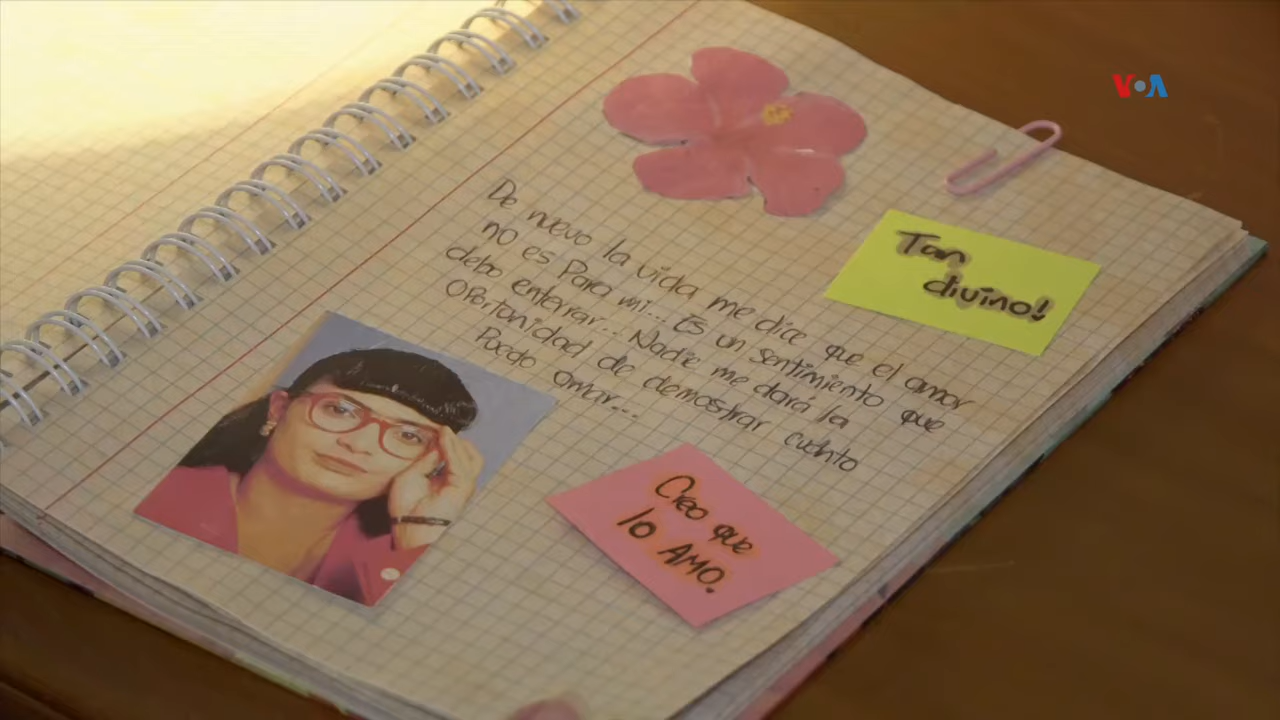 VOA
De nuevo la vida me dice que el amor
no es Para mi... Es un sentimiento que
debo enterrar... Nadie me dará la
Oportunidad de demostrar cuánto
Puedo amar...
Tan
divino!
Creo que
lo AMO.